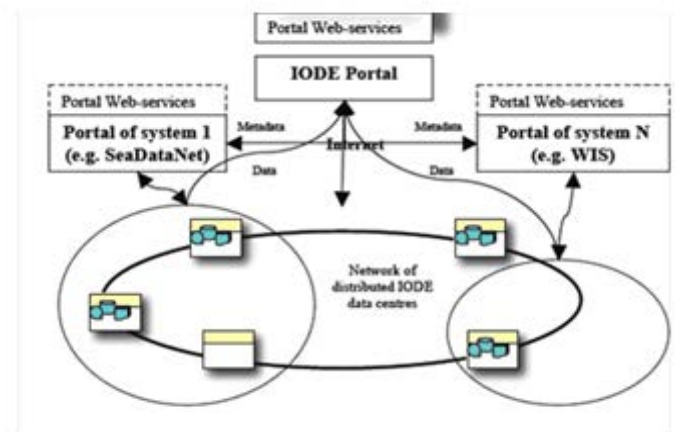 Portal Web-services
IODE Portal
Portal Web-services
Portal of system 1
(e.g. SeaDataNet)
Metadata
Internet
Metadata
Data
Data
Portal Web-services
Portal of system N
(e.g. WIS)
Network of
distributed IODE
data centres